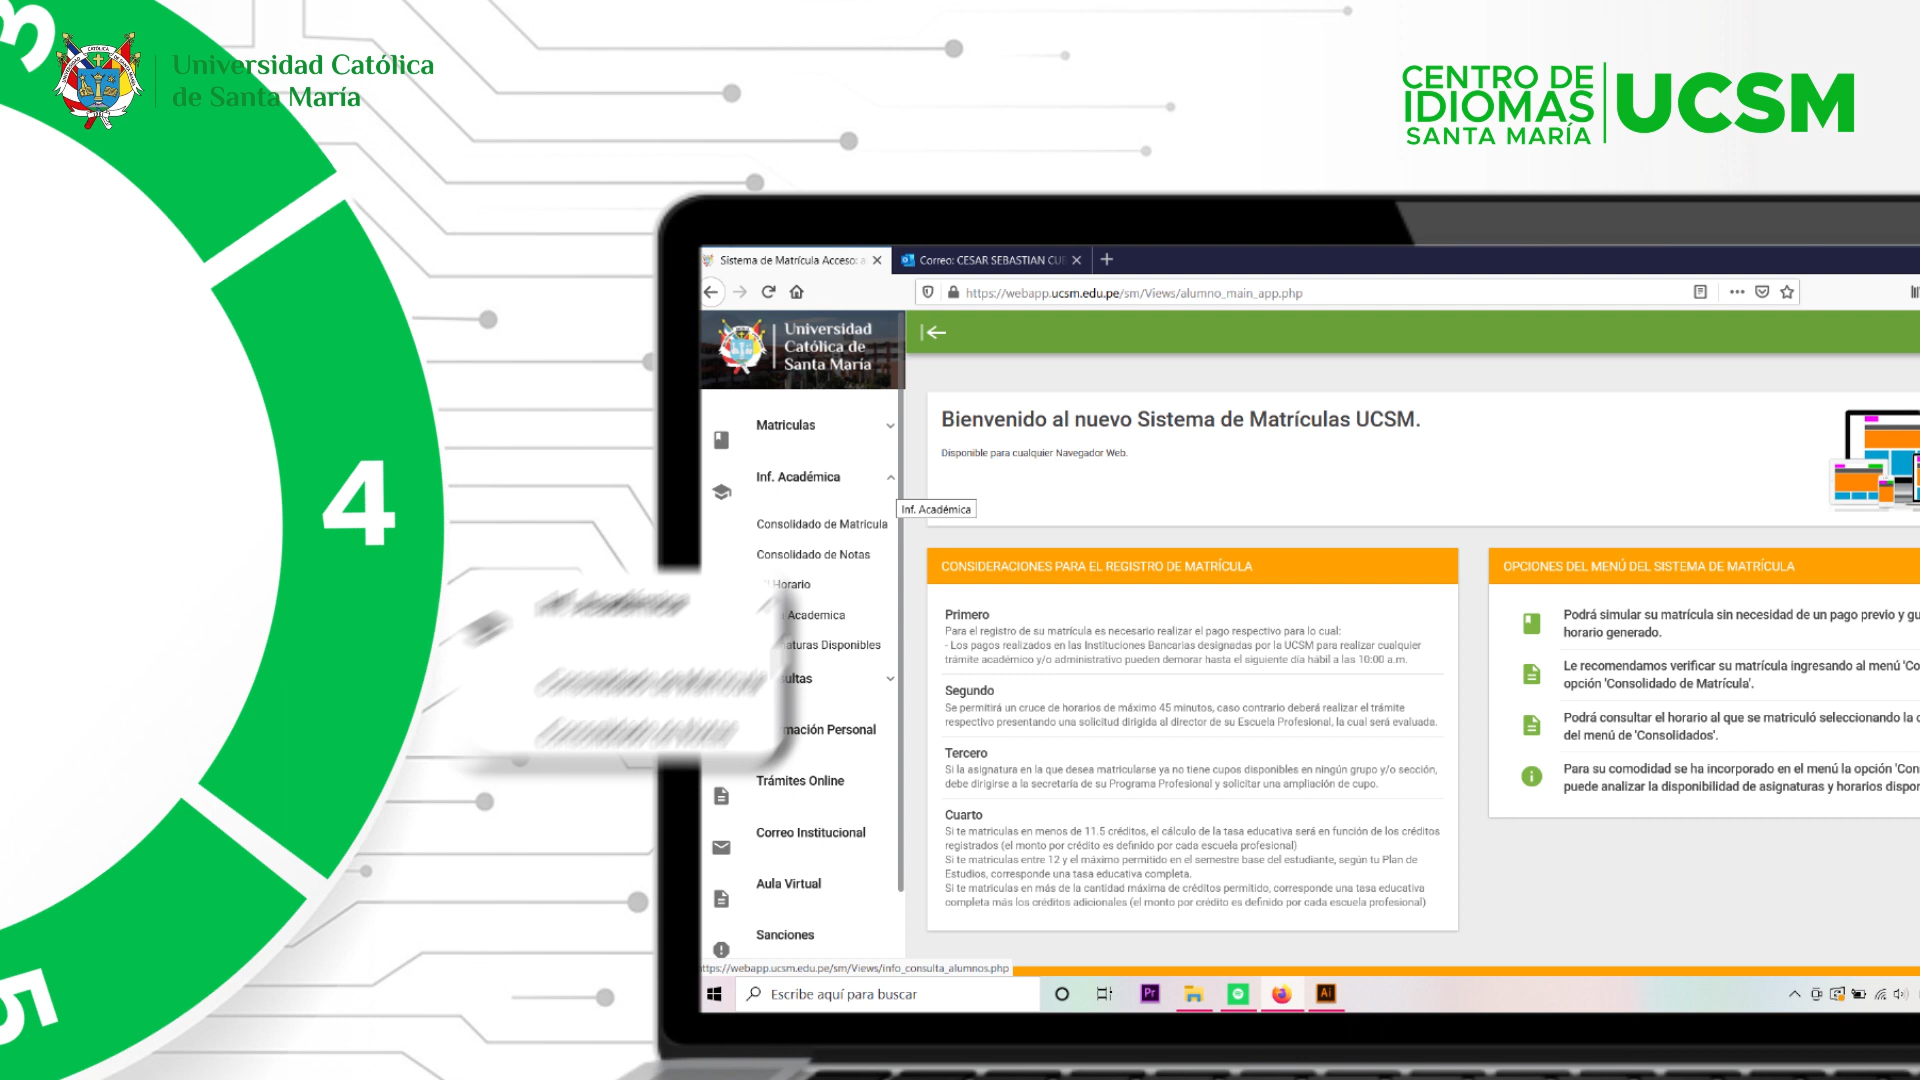 3
Universidad Católica
de Santa María
CENTRO DE
IDIOMAS
SANTA MARÍA
UCSM
4
5
Sistema de Matrícula Acceso: a
Correo: CESAR SEBASTIAN CUE
https://webapp.ucsm.edu.pe/sm/Views/alumno_main_app.php
Universidad
Católica de
Santa María
Matriculas
Inf. Académica
Inf. Académica
Consolidado de Matricula
Consolidado de Notas
Horario
Academica
aturas Disponibles
ultas
mación Personal
Trámites Online
Correo Institucional
Aula Virtual
Sanciones
Bienvenido al nuevo Sistema de Matrículas UCSM.
Disponible para cualquier Navegador Web.
CONSIDERACIONES PARA EL REGISTRO DE MATRÍCULA
Primero
Para el registro de su matrícula es necesario realizar el pago respectivo para lo cual:
- Los pagos realizados en las Instituciones Bancarias designadas por la UCSM para realizar cualquier
trámite académico y/o administrativo pueden demorar hasta el siguiente día hábil a las 10:00 a.m.
Segundo
Se permitirá un cruce de horarios de máximo 45 minutos, caso contrario deberá realizar el trámite
respectivo presentando una solicitud dirigida al director de su Escuela Profesional, la cual será evaluada.
Tercero
Si la asignatura en la que desea matricularse ya no tiene cupos disponibles en ningún grupo y/o sección,
debe dirigirse a la secretaría de su Programa Profesional y solicitar una ampliación de cupo.
Cuarto
Si te matriculas en menos de 11.5 créditos, el cálculo de la tasa educativa será en función de los créditos
registrados (el monto por crédito es definido por cada escuela profesional)
Si te matriculas entre 12 y el máximo permitido en el semestre base del estudiante, según tu Plan de
Estudios, corresponde una tasa educativa completa.
Si te matriculas en más de la cantidad máxima de créditos permitido, corresponde una tasa educativa
completa más los créditos adicionales (el monto por crédito es definido por cada escuela profesional)
OPCIONES DEL MENÚ DEL SISTEMA DE MATRÍCULA
Podrá simular su matrícula sin necesidad de un pago previo y gu
horario generado.
Le recomendamos verificar su matrícula ingresando al menú 'Co
opción 'Consolidado de Matrícula'.
Podrá consultar el horario al que se matriculó seleccionando la o
del menú de 'Consolidados'.
Para su comodidad se ha incorporado en el menú la opción 'Con
puede analizar la disponibilidad de asignaturas y horarios dispon
ttps://webapp.ucsm.edu.pe/sm/Views/info_consulta_alumnos.php
Escribe aquí para buscar
Pr
Ai